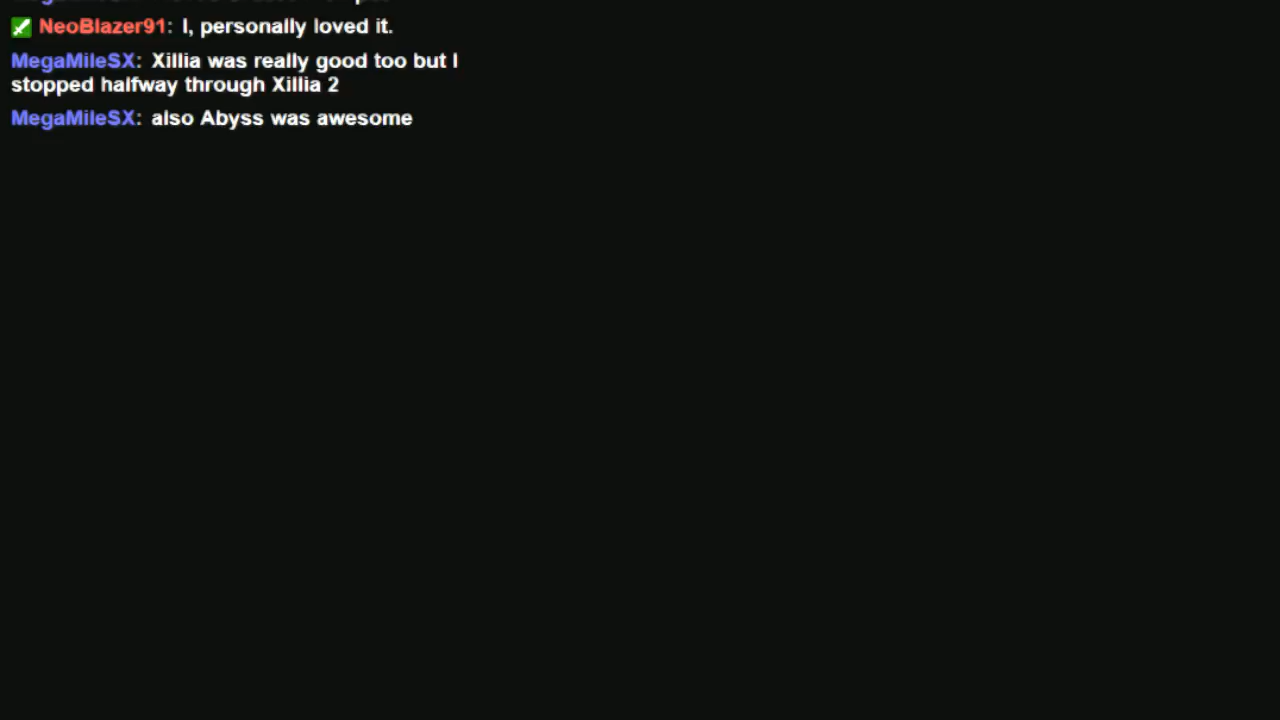 NeoBlazer91: I, personally loved it.
MegaMileSX: Xillia was really good too but I
stopped halfway through Xillia 2
MegaMileSX: also Abyss was awesome